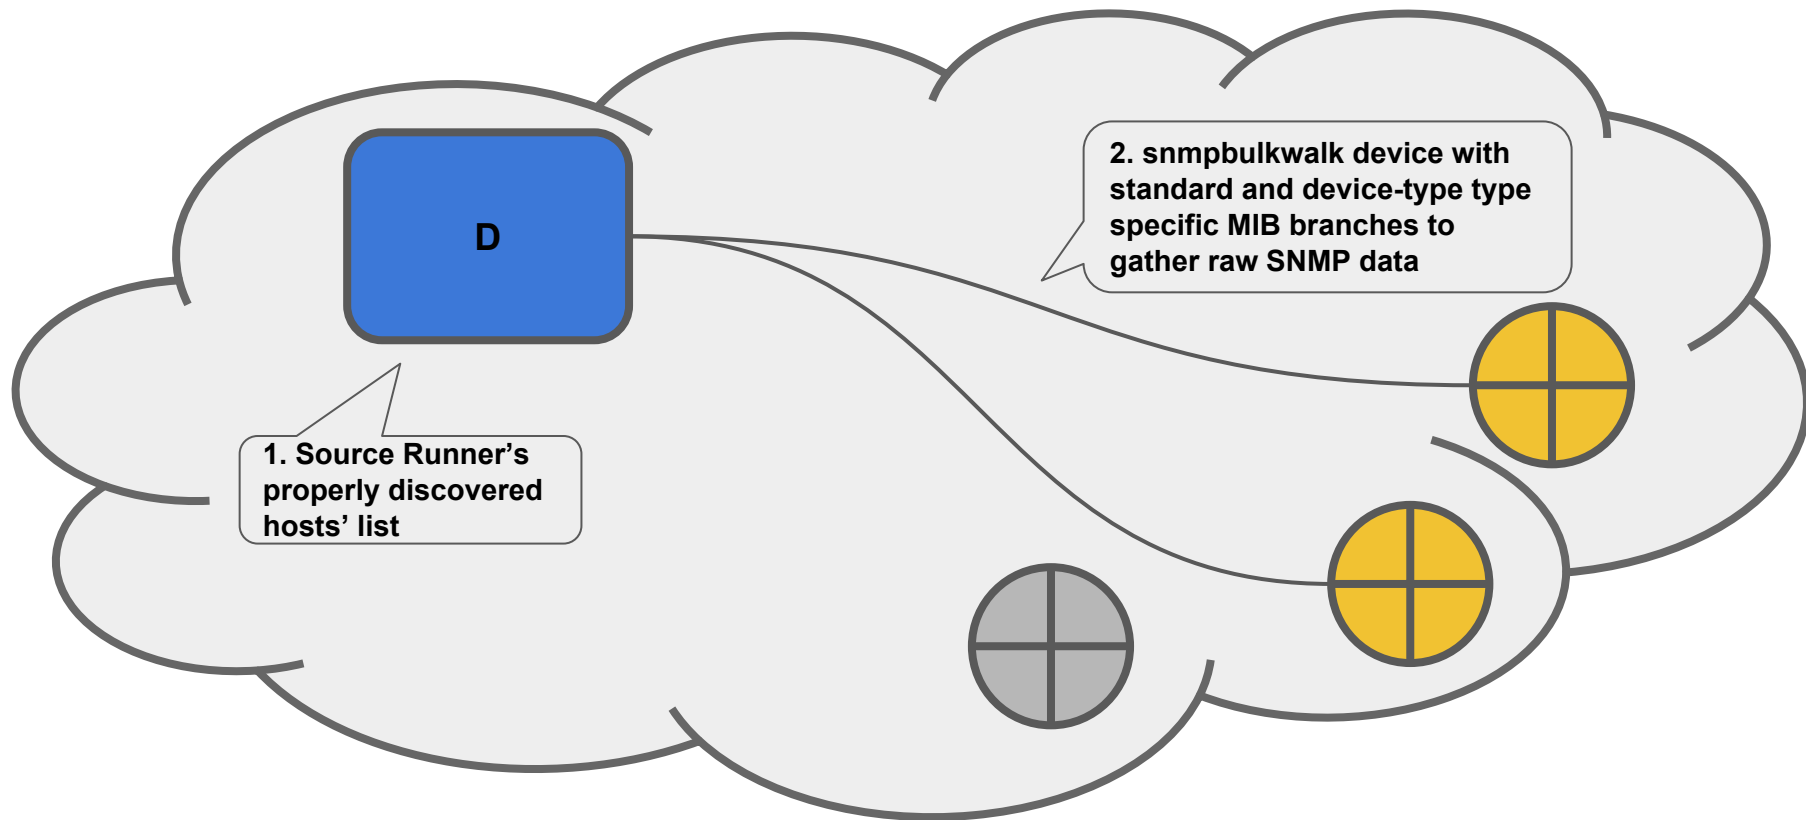 D
2. snmpbulkwalk device with
standard and device-type type
specific MIB branches to
gather raw SNMP data
1. Source Runner’s
properly discovered
hosts’ list